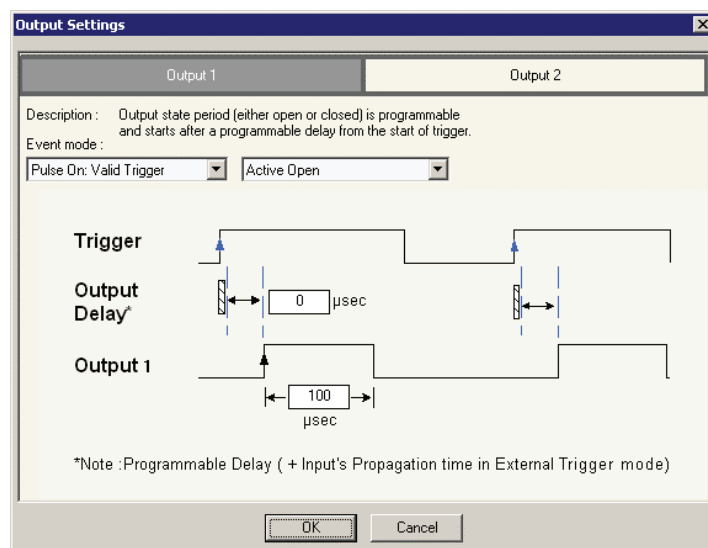 Output Settings
Output 1
Output 2
Description : Output state period (either open or closed) is programmable
and starts after a programmable delay from the start of trigger.
Event mode :
Pulse On: Valid Trigger
Active Open
Trigger
Output
Delay*
0 µsec
Output 1
100
µsec
*Note :Programmable Delay ( + Input's Propagation time in External Trigger mode)
OK
Cancel